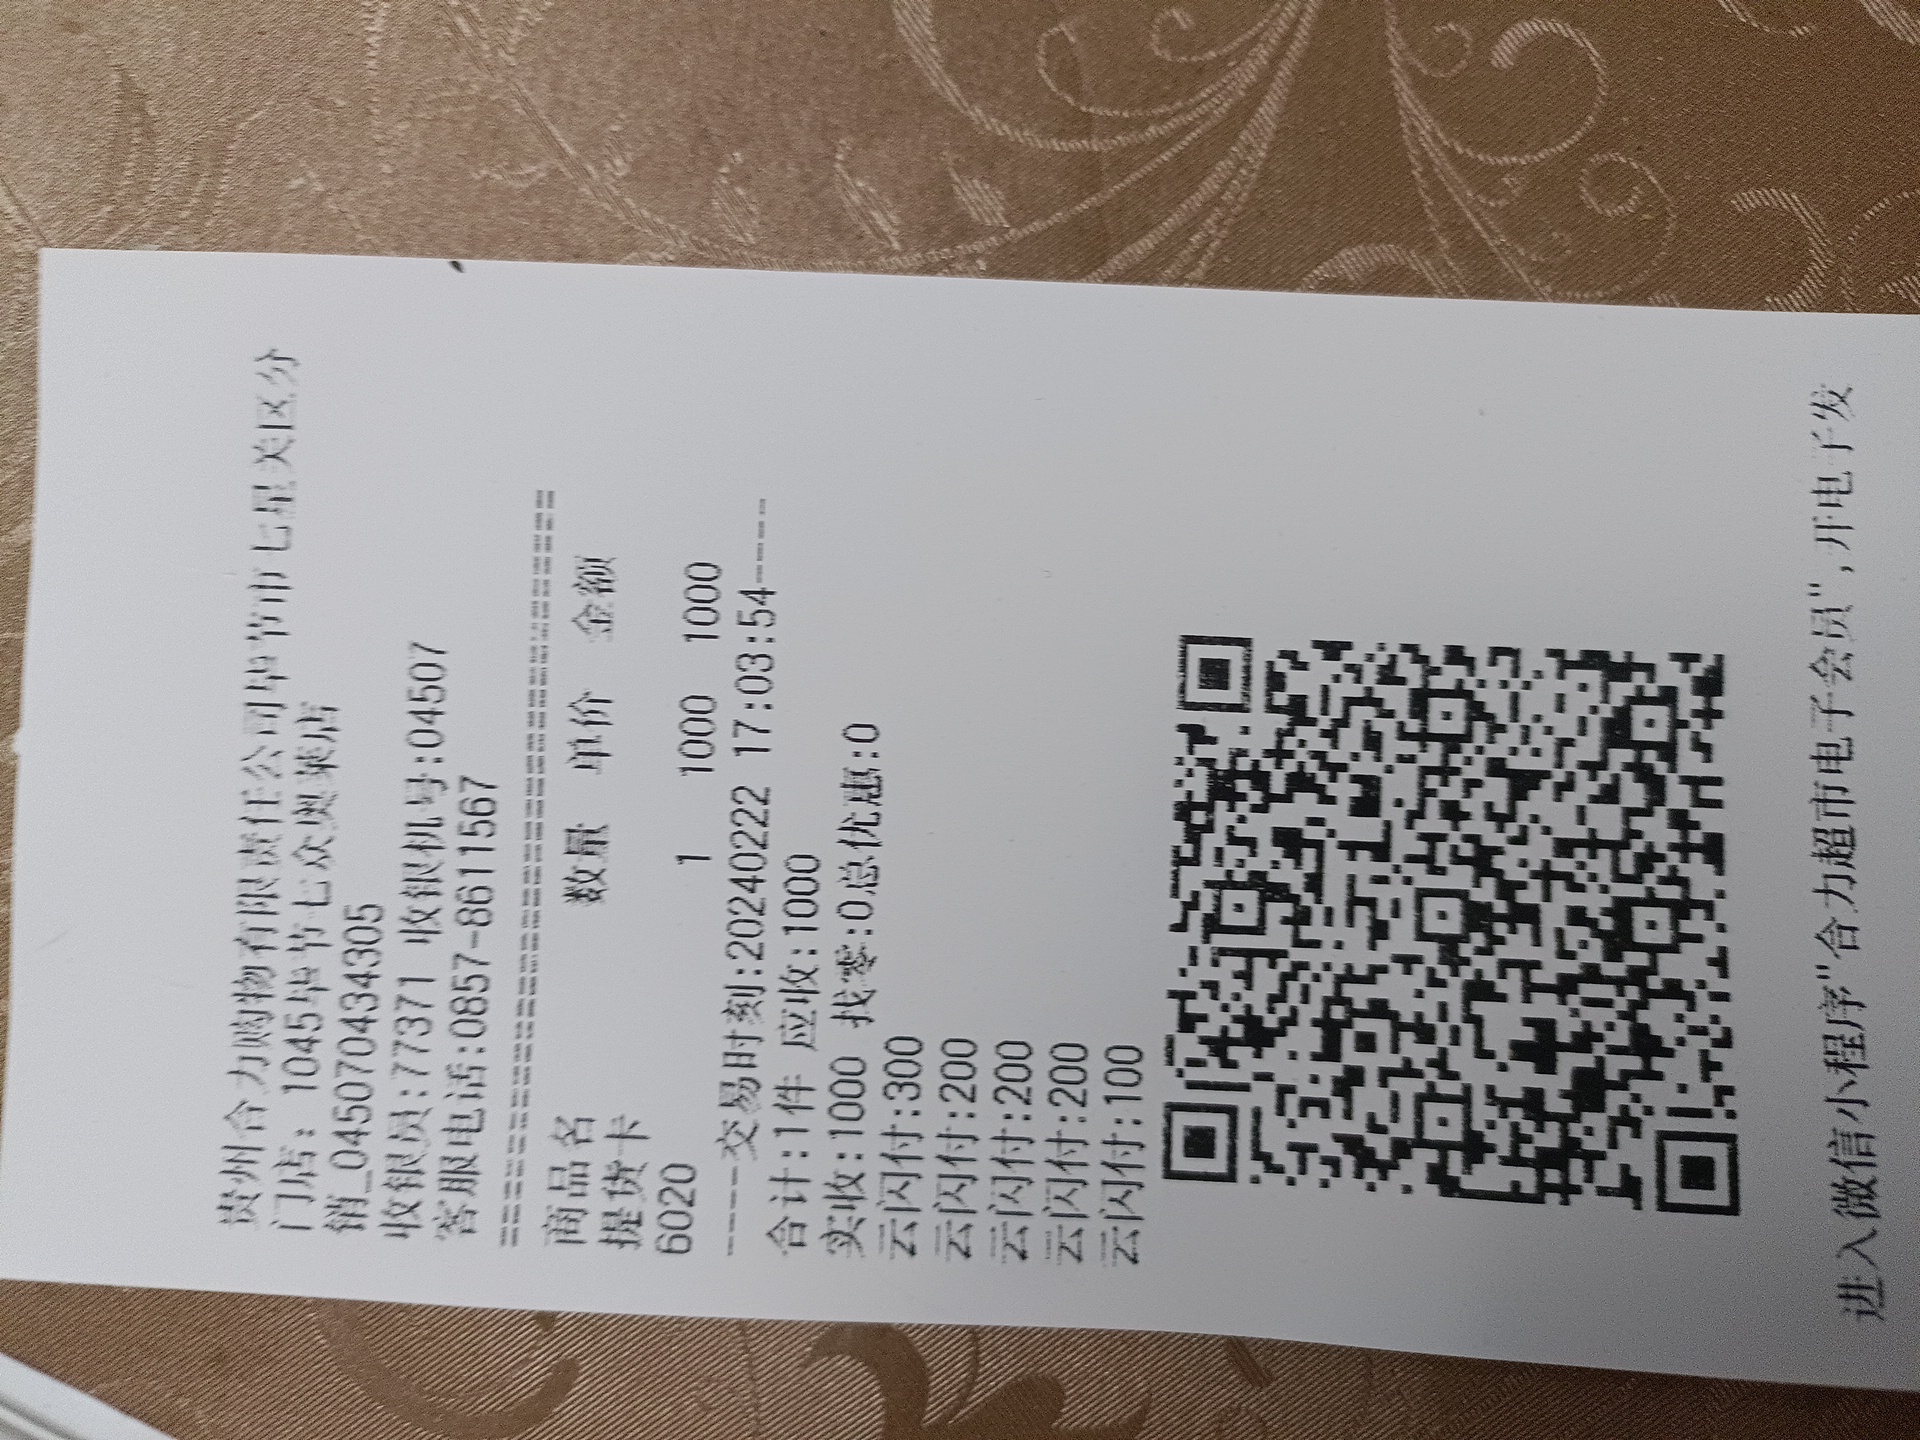 贵州合力购物有限责任公司毕节市七星关区分
门店: 1045毕节七众奥莱店
销_045070434305
收银员:77371 收银机号:04507
客服电话:0857-8611567
商品名 数量 单价 金额
提货卡
6020 1 1000 1000
----交易时刻:20240222 17:03:54----
合计:1件 应收:1000
实收:1000 找零:0总优惠:0
云闪付:300
云闪付:200
云闪付:200
云闪付:200
云闪付:100
进入微信小程序"合力超市电子会员",开电子发